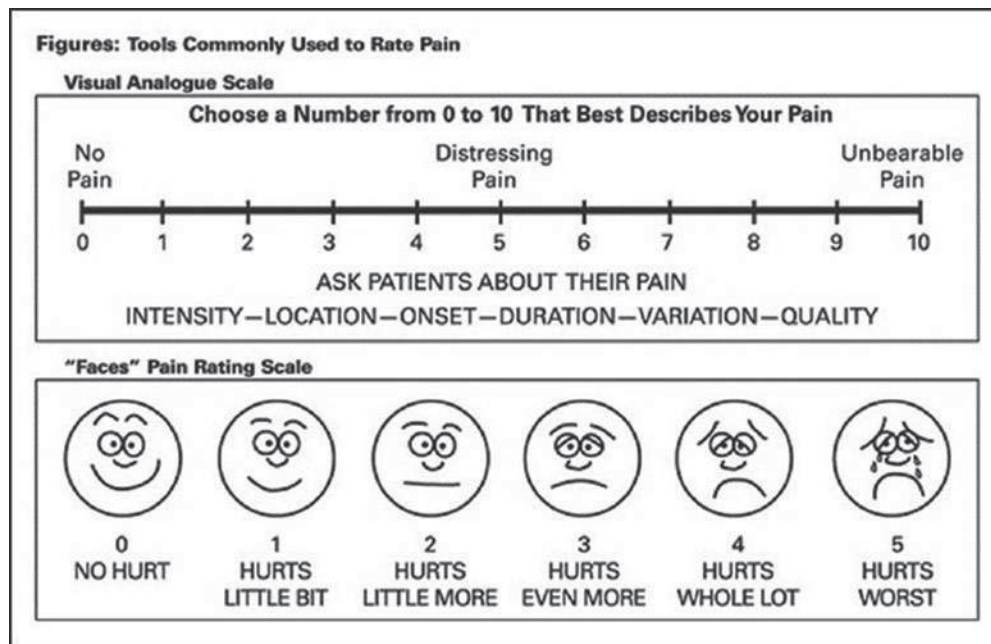 Figures: Tools Commonly Used to Rate Pain
Visual Analogue Scale
Choose a Number from 0 to 10 That Best Describes Your Pain
No Pain
Distressing Pain
Unbearable Pain
0 1 2 3 4 5 6 7 8 9 10
ASK PATIENTS ABOUT THEIR PAIN
INTENSITY—LOCATION—ONSET—DURATION—VARIATION—QUALITY
"Faces" Pain Rating Scale
0
NO HURT
1
HURTS
LITTLE BIT
2
HURTS
LITTLE MORE
3
HURTS
EVEN MORE
4
HURTS
WHOLE LOT
5
HURTS
WORST